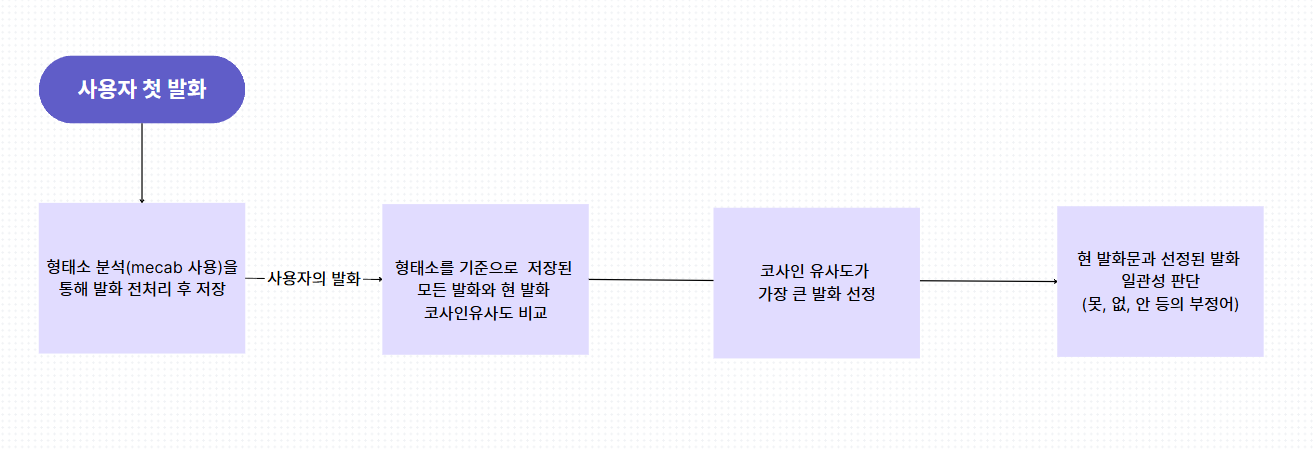 사용자 첫 발화
형태소 분석(mecab 사용)을
통해 발화 전처리 후 저장
사용자의 발화
형태소를 기준으로 저장된
모든 발화와 현 발화
코사인유사도 비교
코사인 유사도가
가장 큰 발화 선정
현 발화문과 선정된 발화
일관성 판단
(못, 없, 안 등의 부정어)